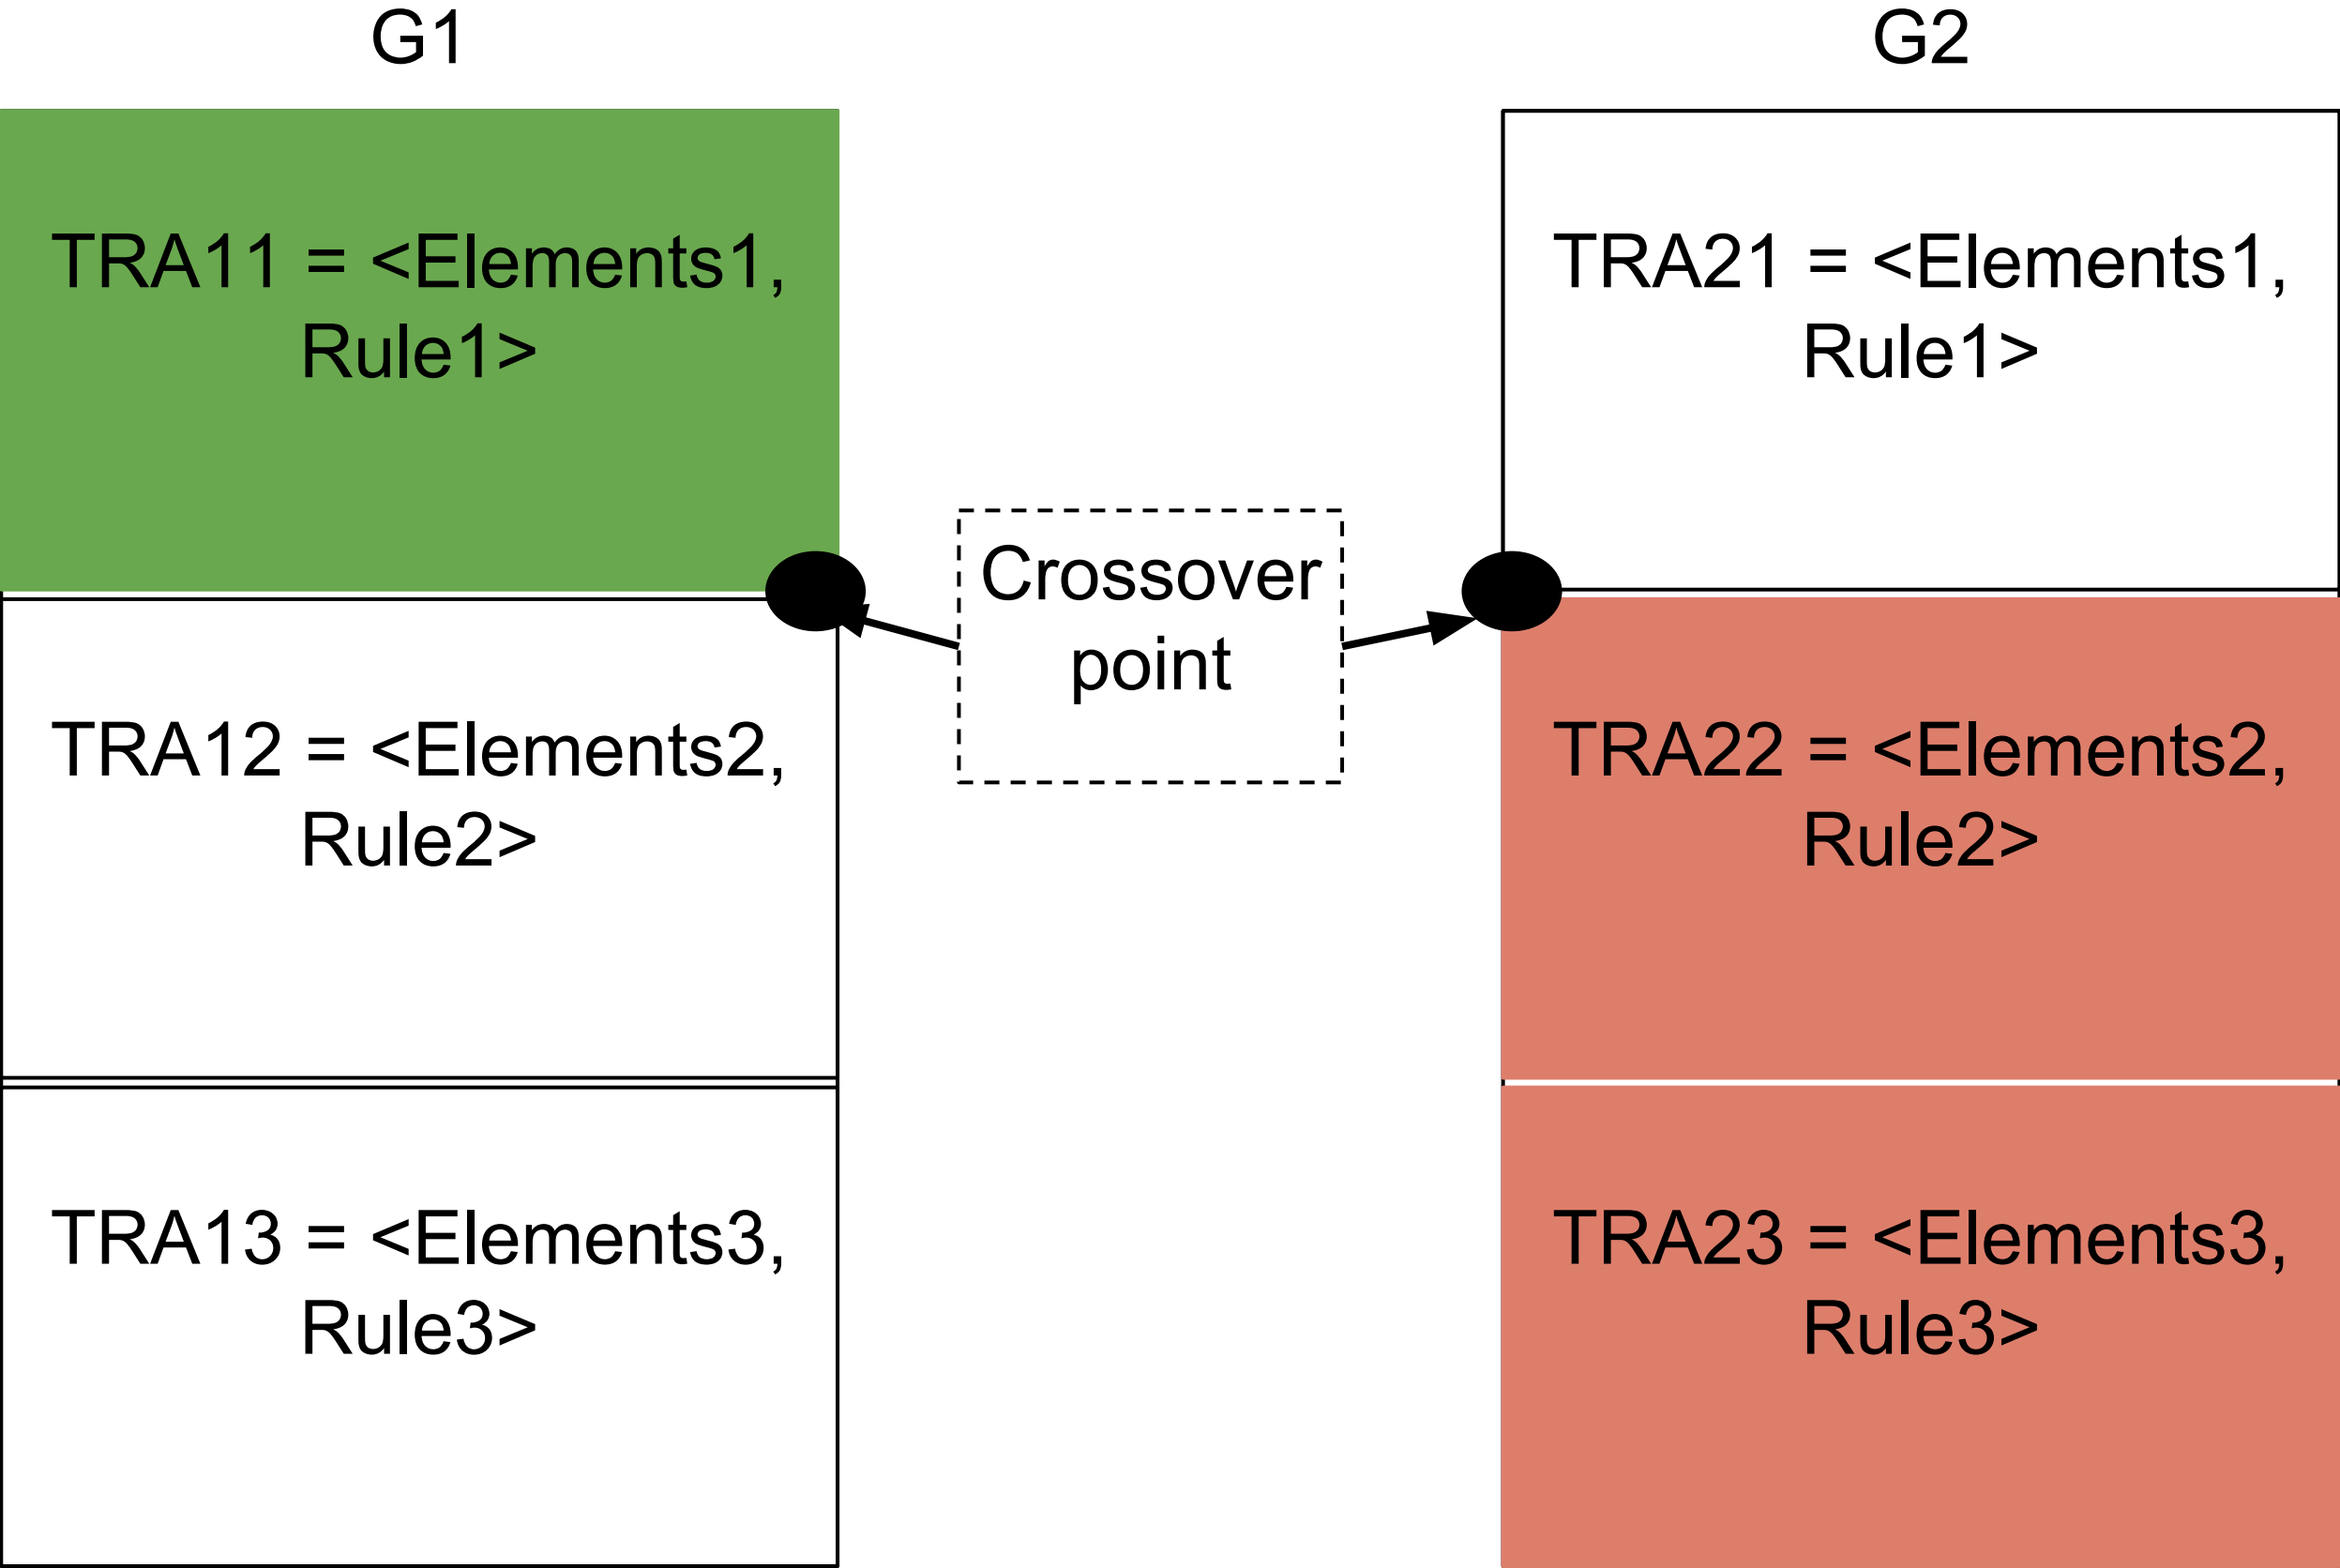 G1
G2
TRA11 = <Elements1,
Rule1>
TRA21 = <Elements1,
Rule1>
Crossover
point
TRA12 = <Elements2,
Rule2>
TRA22 = <Elements2,
Rule2>
TRA13 = <Elements3,
Rule3>
TRA23 = <Elements3,
Rule3>